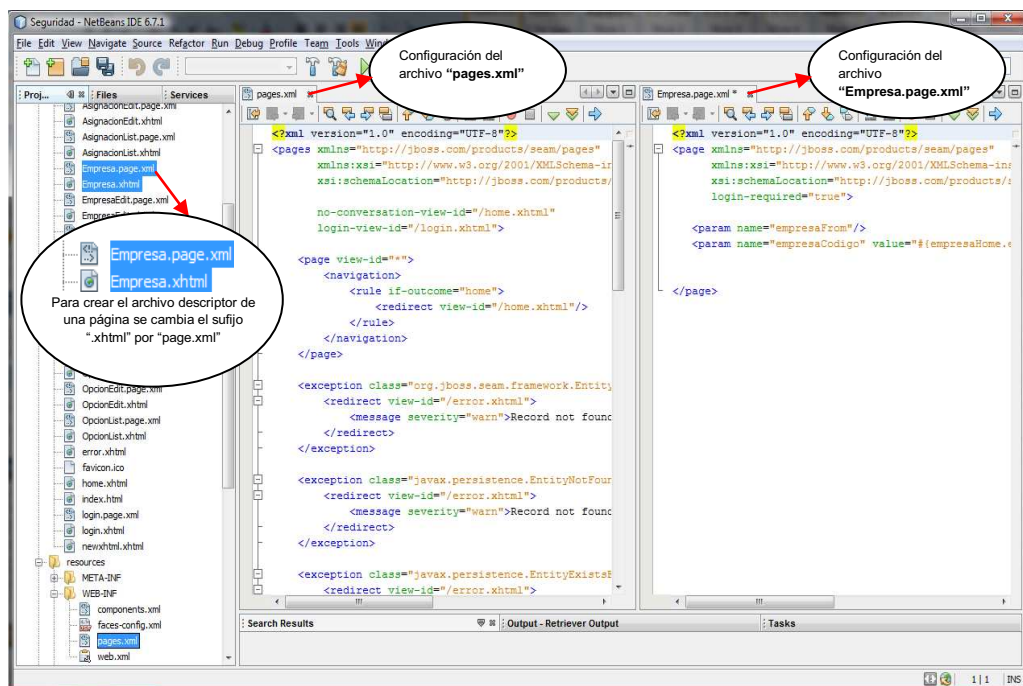 Seguridad - NetBeans IDE 6.7.1
File Edit View Navigate Source Refactor Run Debug Profile Team Tools
Configuración del
archivo "pages.xml"
Configuración del
archivo
"Empresa.page.xml"
Proj... Files Services
AsignacionEdit.page.xml
AsignacionEdit.xhtml
AsignacionList.page.xml
AsignacionList.xhtml
Empresa.page.xml
Empresa.xhtml
EmpresaEdit.page.xml
Empresa.page.xml
Empresa.xhtml
Para crear el archivo descriptor de
una página se cambia el sufijo
".xhtml" por "page.xml"
OpcionEdit.page.xml
OpcionEdit.xhtml
OpcionList.page.xml
OpcionList.xhtml
error.xhtml
favicon.ico
home.xhtml
index.html
login.page.xml
login.xhtml
newxhtml.xhtml
resources
META-INF
WEB-INF
components.xml
faces-config.xml
pages.xml
web.xml
pages.xml
<?xml version="1.0" encoding="UTF-8"?>
<pages xmlns="http://jboss.com/products/seam/pages"
xmlns:xsi="http://www.w3.org/2001/XMLSchema-in
xsi:schemaLocation="http://jboss.com/products/
no-conversation-view-id="/home.xhtml"
login-view-id="/login.xhtml">
<page view-id="*">
<navigation>
<rule if-outcome="home">
<redirect view-id="/home.xhtml"/>
</rule>
</navigation>
</page>
<exception class="org.jboss.seam.framework.Entity
<redirect view-id="/error.xhtml">
<message severity="warn">Record not found
</redirect>
</exception>
<exception class="javax.persistence.EntityNotFoun
<redirect view-id="/error.xhtml">
<message severity="warn">Record not found
</redirect>
</exception>
<exception class="javax.persistence.EntityExistsE
<redirect view-id="/error.xhtml">
Empresa.page.xml *
<?xml version="1.0" encoding="UTF-8"?>
<page xmlns="http://jboss.com/products/seam/pages"
xmlns:xsi="http://www.w3.org/2001/XMLSchema-ins
xsi:schemaLocation="http://jboss.com/products/s
login-required="true">
<param name="empresaFrom"/>
<param name="empresaCodigo" value="#{empresaHome.e
</page>
Search Results
Output - Retriever Output
Tasks
1|1 INS